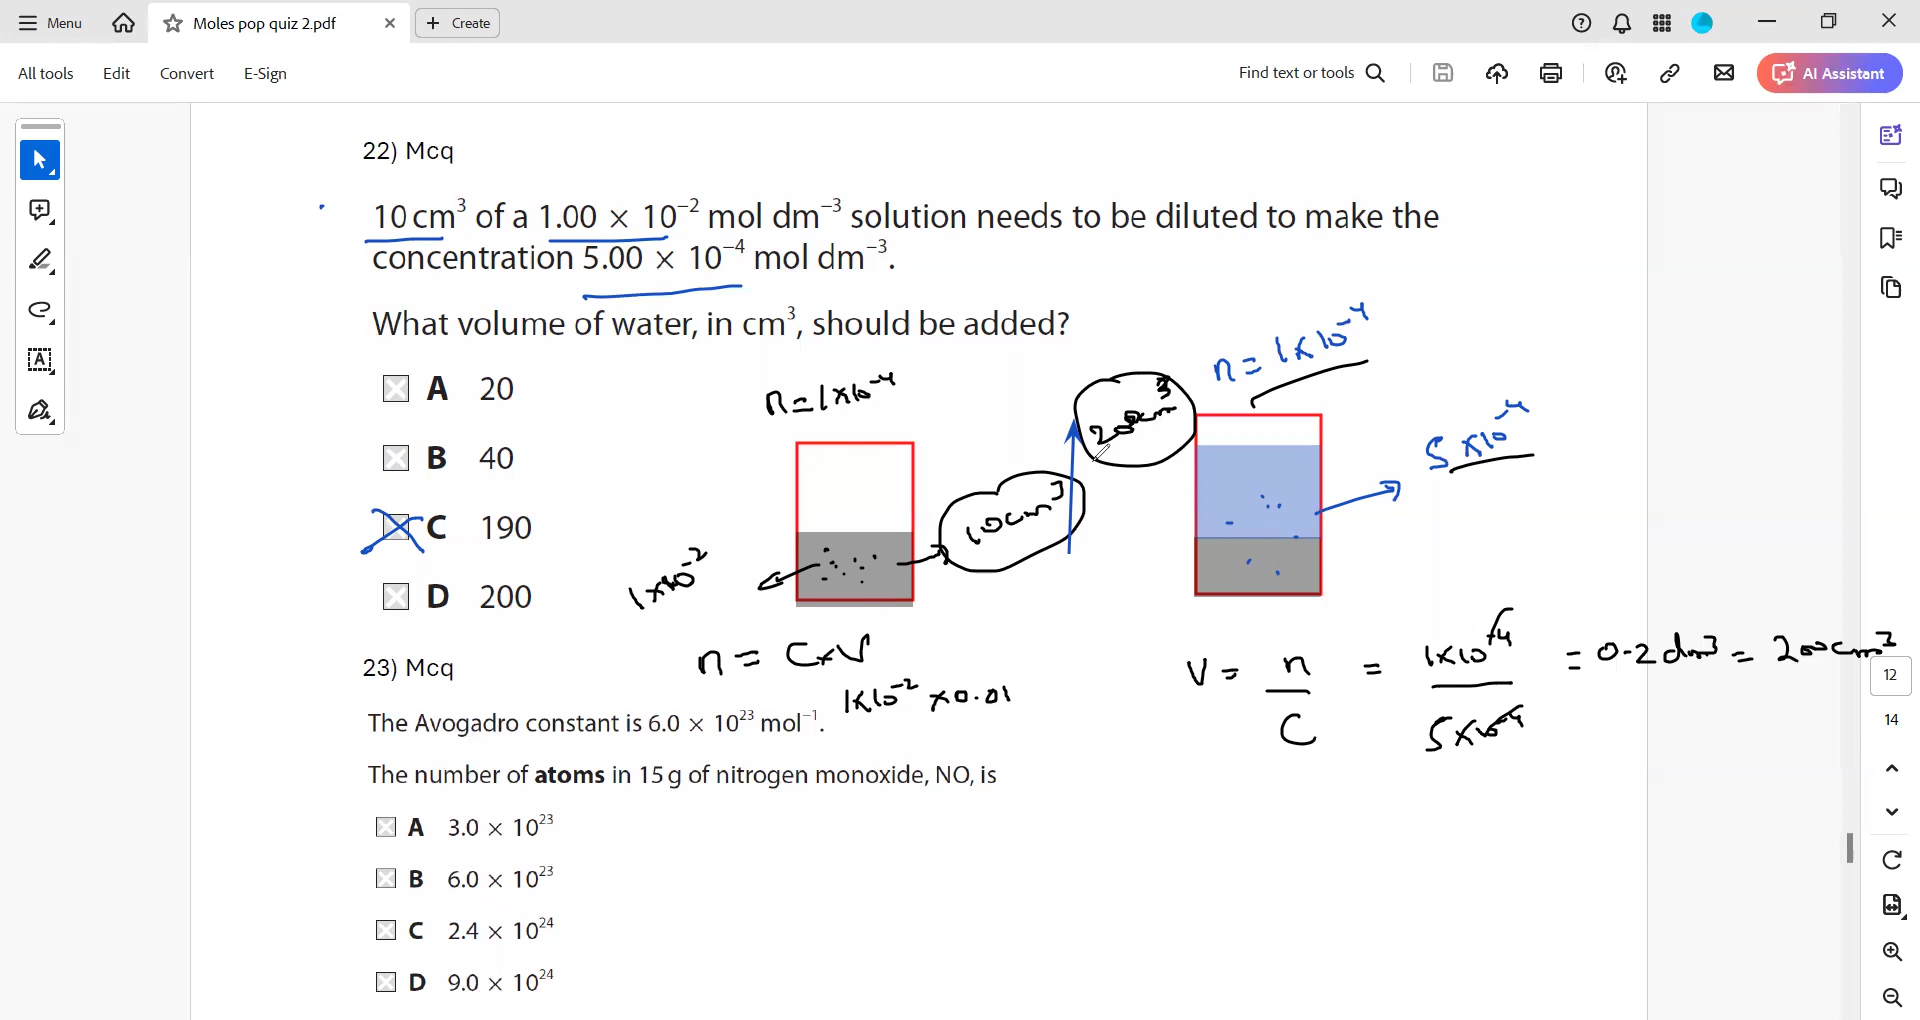 Menu
Moles pop quiz 2.pdf
Create
All tools Edit Convert E-Sign
Find text or tools
AI Assistant
22) Mcq
10 cm³ of a 1.00 × 10⁻² mol dm⁻³ solution needs to be diluted to make the
concentration 5.00 × 10⁻⁴ mol dm⁻³.
What volume of water, in cm³, should be added?
A 20
B 40
C 190
D 200
n = 1×10⁻⁴
10cm³
1×10⁻²
n = C×V
1×10⁻² ×0.01
200cm³
n = 1×10⁻⁴
5×10⁻⁴
V = n/C = 1×10⁻⁴/5×10⁻⁴ = 0.2dm³ = 200cm³
23) Mcq
The Avogadro constant is 6.0 × 10²³ mol⁻¹.
The number of atoms in 15 g of nitrogen monoxide, NO, is
A 3.0 × 10²³
B 6.0 × 10²³
C 2.4 × 10²⁴
D 9.0 × 10²⁴
12
14